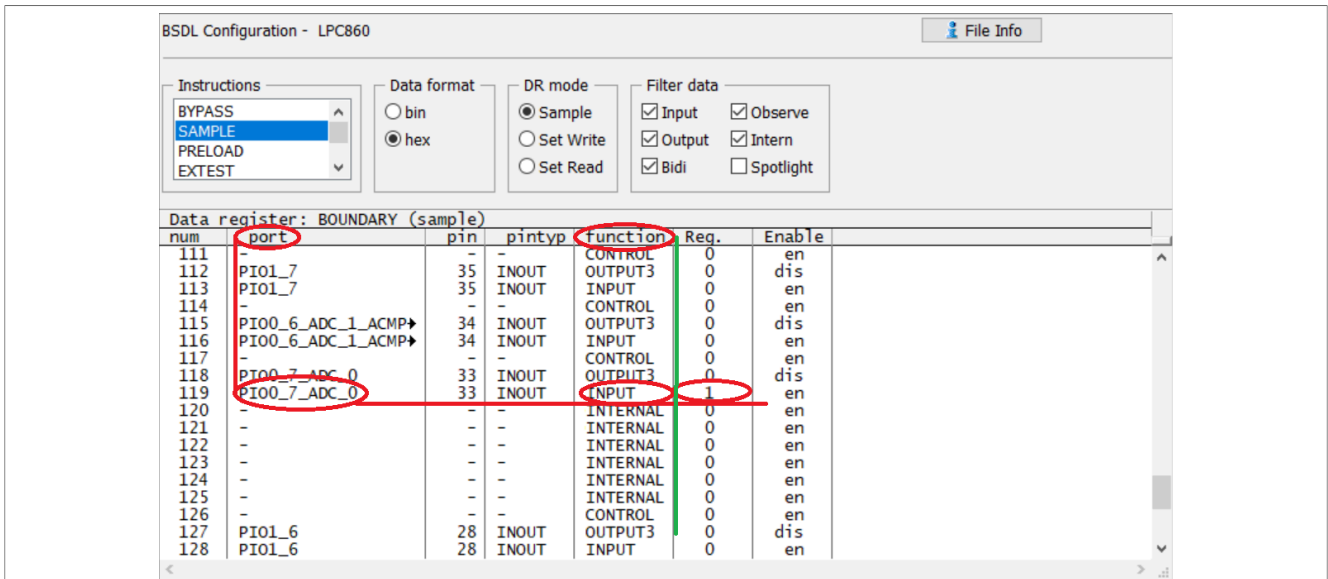 BSDL Configuration - LPC860
File Info
Instructions Data format DR mode Filter data
BYPASS bin Sample Input Observe
SAMPLE hex Set Write Output Intern
PRELOAD Set Read Bidi Spotlight
EXTEST
Data register: BOUNDARY (sample)
num port pin pintyp function Reg. Enable
111 - - - CONTROL 0 en
112 PIO1_7 35 INOUT OUTPUT3 0 dis
113 PIO1_7 35 INOUT INPUT 0 en
114 - - - CONTROL 0 en
115 PIO0_6_ADC_1_ACMP 34 INOUT OUTPUT3 0 dis
116 PIO0_6_ADC_1_ACMP 34 INOUT INPUT 0 en
117 - - - CONTROL 0 en
118 PIO0_7_ADC_0 33 INOUT OUTPUT3 0 dis
119 PIO0_7_ADC_0 33 INOUT INPUT 1 en
120 - - - INTERNAL 0 en
121 - - - INTERNAL 0 en
122 - - - INTERNAL 0 en
123 - - - INTERNAL 0 en
124 - - - INTERNAL 0 en
125 - - - INTERNAL 0 en
126 - - - CONTROL 0 en
127 PIO1_6 28 INOUT OUTPUT3 0 dis
128 PIO1_6 28 INOUT INPUT 0 en